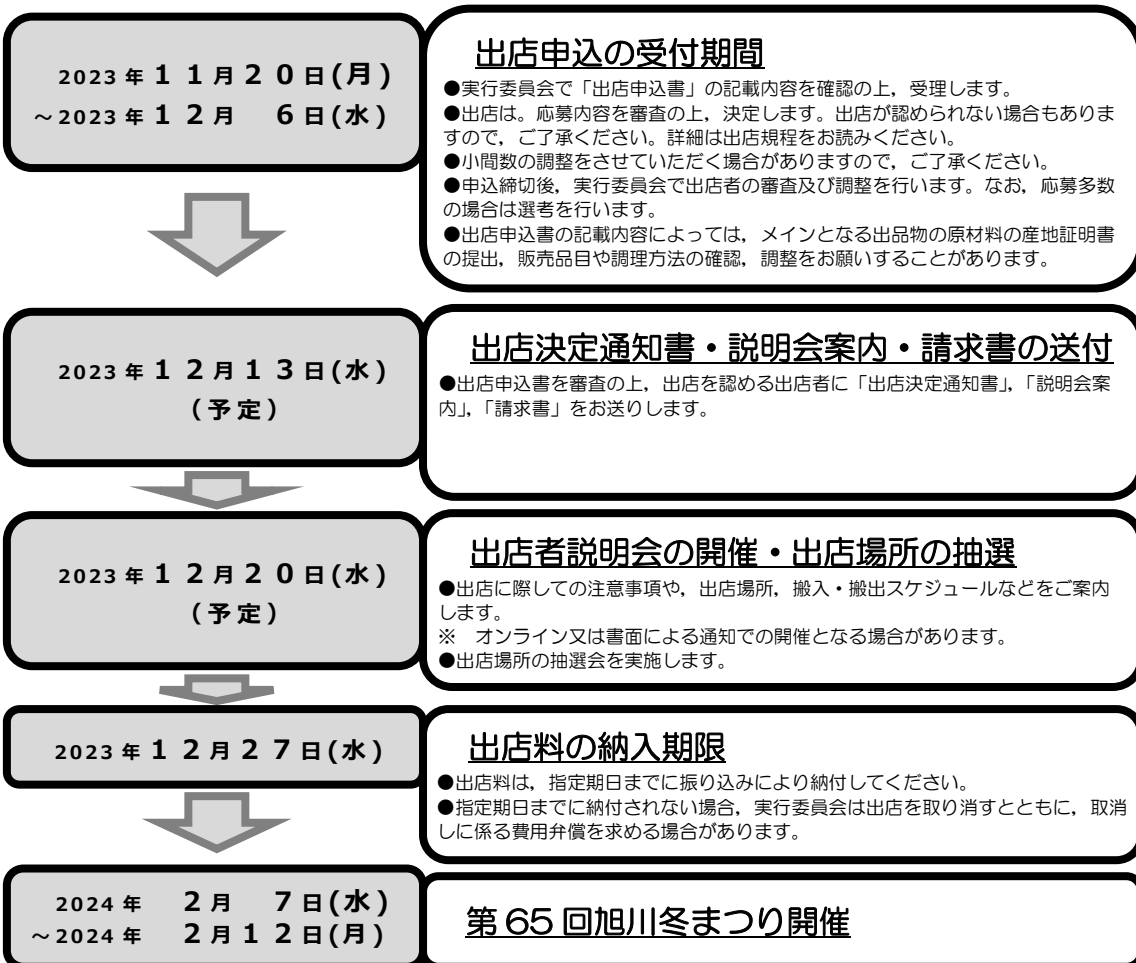 2023年１１月２０日(月)
～2023年１２月　６日(水)
出店申込の受付期間
●実行委員会で「出店申込書」の記載内容を確認の上，受理します。
●出店は。応募内容を審査の上，決定します。出店が認められない場合もありま
すので，ご了承ください。詳細は出店規程をお読みください。
●小間数の調整をさせていただく場合がありますので，ご了承ください。
●申込締切後，実行委員会で出店者の審査及び調整を行います。なお，応募多数
の場合は選考を行います。
●出店申込書の記載内容によっては，メインとなる出品物の原材料の産地証明書
の提出，販売品目や調理方法の確認，調整をお願いすることがあります。
2023年１２月１３日(水)
(予定)
出店決定通知書・説明会案内・請求書の送付
●出店申込書を審査の上，出店を認める出店者に「出店決定通知書」，「説明会案
内」，「請求書」をお送りします。
2023年１２月２０日(水)
(予定)
出店者説明会の開催・出店場所の抽選
●出店に際しての注意事項や，出店場所，搬入・搬出スケジュールなどをご案内
します。
※　オンライン又は書面による通知での開催となる場合があります。
●出店場所の抽選会を実施します。
2023年１２月２７日(水)
出店料の納入期限
●出店料は，指定期日までに振り込みにより納付してください。
●指定期日までに納付されない場合，実行委員会は出店を取り消すとともに，取消
しに係る費用弁償を求める場合があります。
2024年　２月　７日(水)
～2024年　２月１２日(月)
第65回旭川冬まつり開催